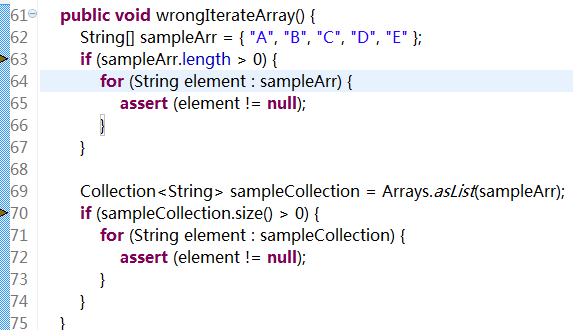 61 public void wrongIterateArray() {
62 String[] sampleArr = { "A", "B", "C", "D", "E" };
63 if (sampleArr.length > 0) {
64 for (String element : sampleArr) {
65 assert (element != null);
66 }
67 }
68
69 Collection<String> sampleCollection = Arrays.asList(sampleArr);
70 if (sampleCollection.size() > 0) {
71 for (String element : sampleCollection) {
72 assert (element != null);
73 }
74 }
75 }